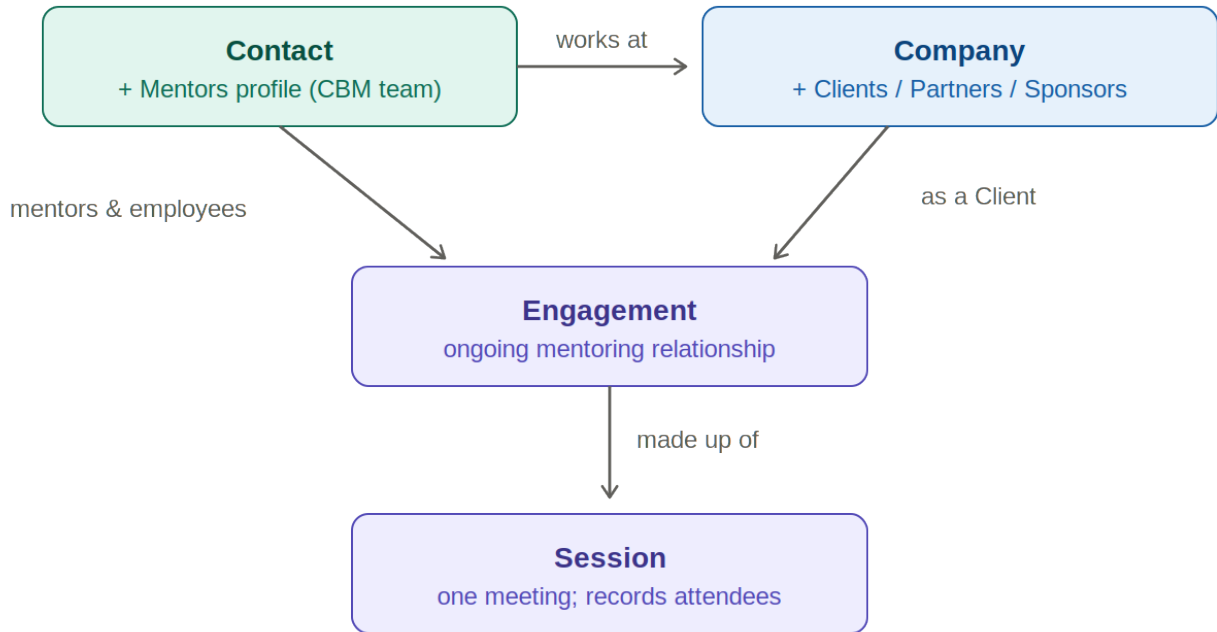 Contact
+ Mentors profile (CBM team)
works at
Company
+ Clients / Partners / Sponsors
mentors & employees
as a Client
Engagement
ongoing mentoring relationship
made up of
Session
one meeting; records attendees